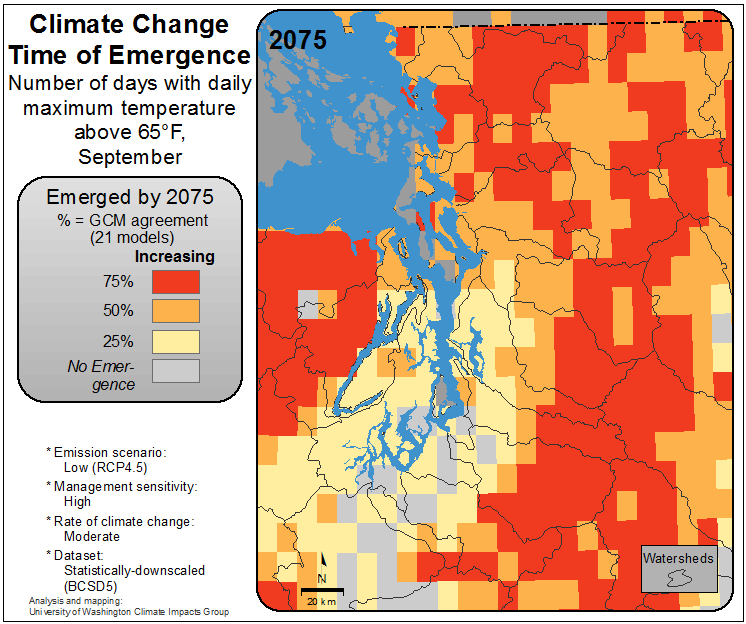 Climate Change
Time of Emergence
Number of days with daily
maximum temperature
above 65°F,
September
Emerged by 2075
% = GCM agreement
(21 models)
Increasing
75%
50%
25%
No Emer-
gence
* Emission scenario:
Low (RCP4.5)
* Management sensitivity:
High
* Rate of climate change:
Moderate
* Dataset:
Statistically-downscaled
(BCSD5)
Analysis and mapping:
University of Washington Climate Impacts Group
2075
N
20 km
Watersheds